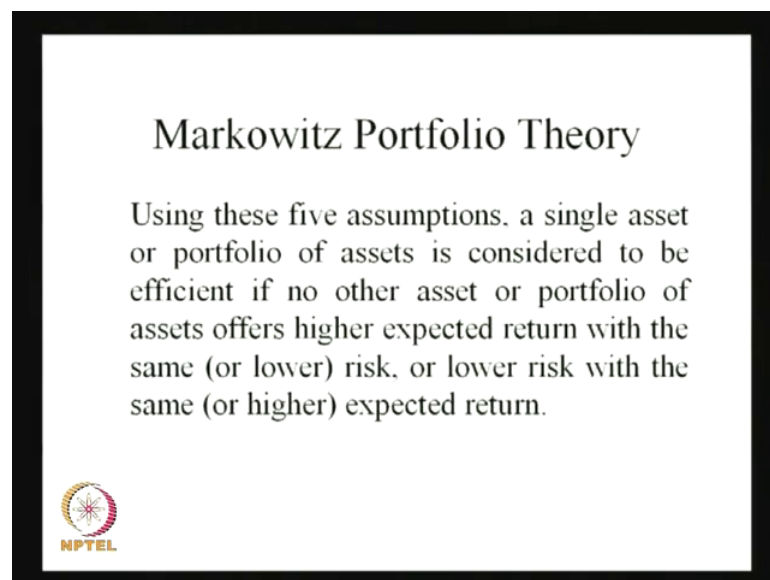 Markowitz Portfolio Theory
Using these five assumptions, a single asset
or portfolio of assets is considered to be
efficient if no other asset or portfolio of
assets offers higher expected return with the
same (or lower) risk, or lower risk with the
same (or higher) expected return.
NPTEL